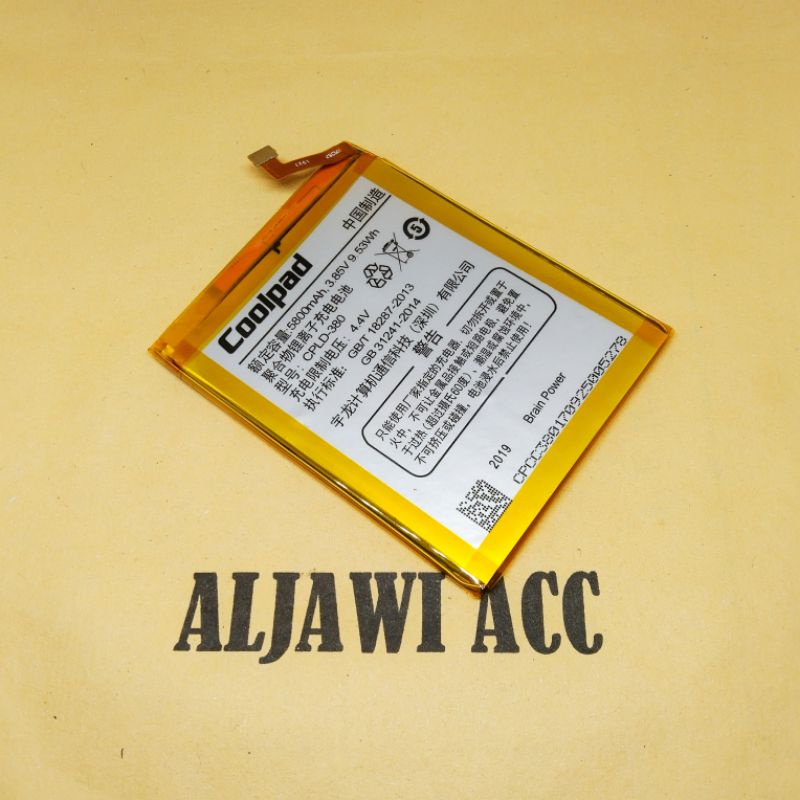 Coolpad
中国制造
额定容量:5800mAh, 3.85V 9.53Wh
聚合物锂离子充电电池
型号: CPLD-380
充电限制电压: 4.4V
执行标准: GB/T 18287-2013
GB 31241-2014
宇龙计算机通信科技（深圳）有限公司
警告
只能使用厂家指定的充电器，切勿拆开或置于
火中，不可让金属品接触或短路电极，避免置
于过热（超过摄氏60度），潮湿或腐蚀环境中，
不可挤压或碰撞，电池浸水后禁止使用！
2019
Brain Power
CPCC380170925005278
5
ALJAWI ACC